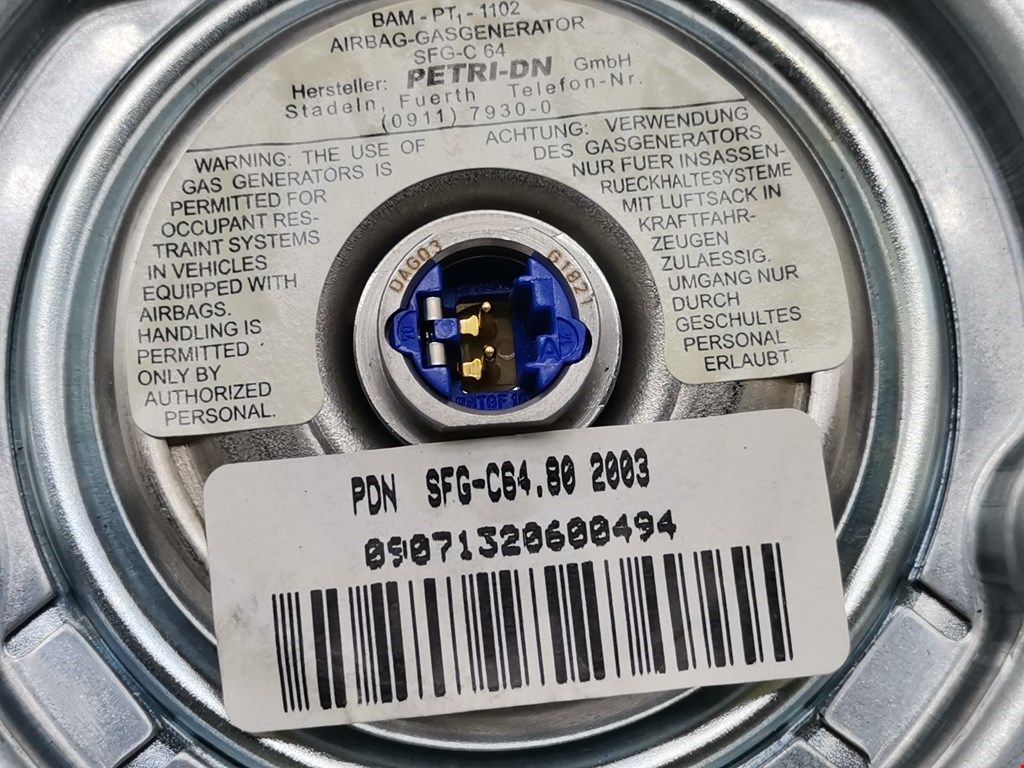 BAM - PT1 - 1102
AIRBAG-GASGENERATOR
SFG-C 64
Hersteller: PETRI-DN GmbH
Stadeln, Fuerth Telefon-Nr.
(0911) 7930-0
WARNING: THE USE OF
GAS GENERATORS IS
PERMITTED FOR
OCCUPANT RES-
TRAINT SYSTEMS
IN VEHICLES
EQUIPPED WITH
AIRBAGS.
HANDLING IS
PERMITTED
ONLY BY
AUTHORIZED
PERSONAL.
ACHTUNG: VERWENDUNG
DES GASGENERATORS
NUR FUER INSASSEN-
RUECKHALTESYSTEME
MIT LUFTSACK IN
KRAFTFAHR-
ZEUGEN
ZULAESSIG.
UMGANG NUR
DURCH
GESCHULTES
PERSONAL
ERLAUBT.
DAG03 G1821
A 14
PDN SFG-C64.80 2003
09071320600494